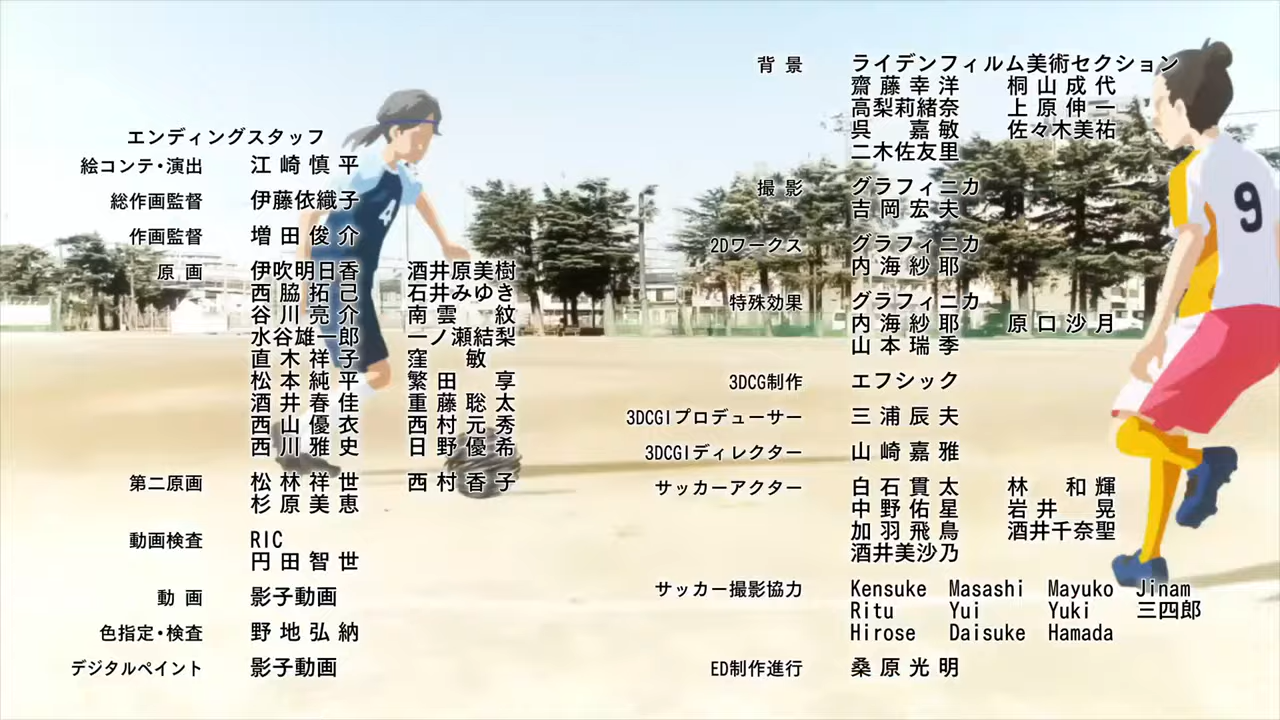 エンディングスタッフ
絵コンテ・演出 江崎慎平
総作画監督 伊藤依織子
作画監督 増田俊介
原画 伊吹明日香 酒井原美樹
西脇拓己 石井みゆき
谷川亮介 南雲紋
水谷雄一郎 一ノ瀬結梨
直木祥子 窪敏
松本純平 繁田享
酒井春佳 重藤聡太
西山優衣 西村元秀
西川雅史 日野優希
第二原画 松林祥世 西村香子
杉原美恵
動画検査 RIC
円田智世
動画 影子動画
色指定・検査 野地弘納
デジタルペイント 影子動画
背景 ライデンフィルム美術セクション
齋藤幸洋 桐山成代
高梨莉緒奈 上原伸一
呉嘉敏 佐々木美祐
二木佐友里
撮影 グラフィニカ
吉岡宏夫
2Dワークス グラフィニカ
内海紗耶
特殊効果 グラフィニカ
内海紗耶 原口沙月
山本瑞季
3DCG制作 エフシック
3DCGIプロデューサー 三浦辰夫
3DCGIディレクター 山崎嘉雅
サッカーアクター 白石貫太 林和輝
中野佑星 岩井晃
加羽飛鳥 酒井千奈聖
酒井美沙乃
サッカー撮影協力 Kensuke Masashi Mayuko Jinam
Ritu Yui Yuki 三四郎
Hirose Daisuke Hamada
ED制作進行 桑原光明
4
9